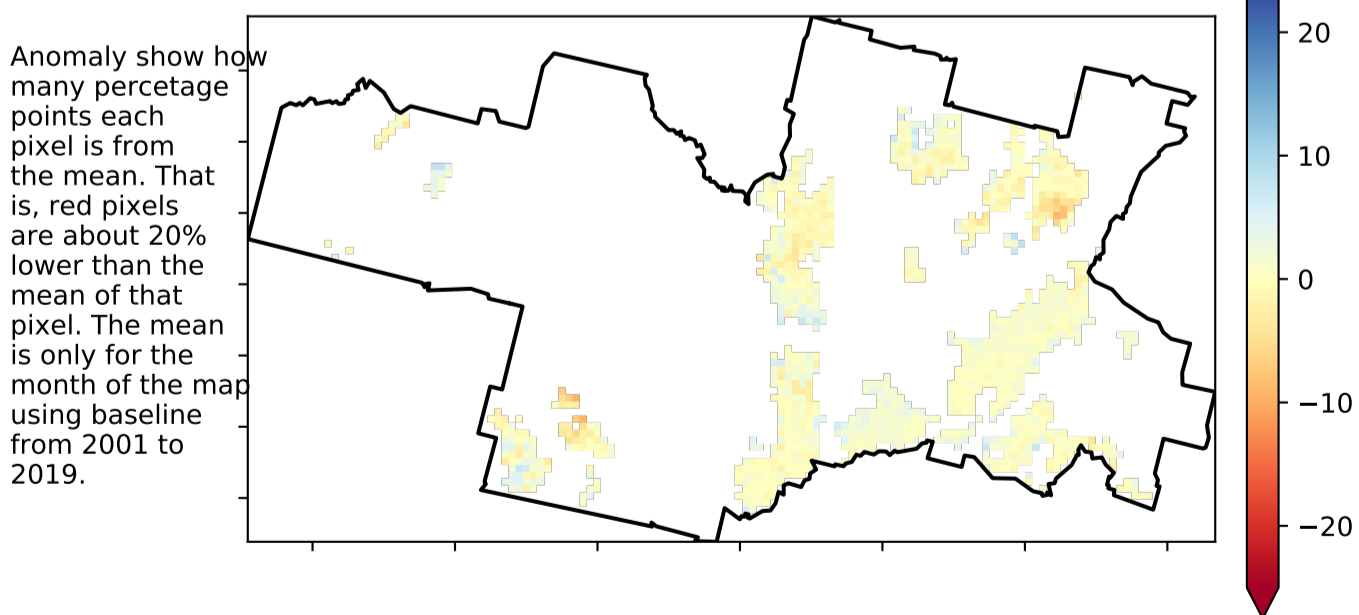 Anomaly show how
many percetage
points each
pixel is from
the mean. That
is, red pixels
are about 20%
lower than the
mean of that
pixel. The mean
is only for the
month of the map
using baseline
from 2001 to
2019.
20
10
0
−10
−20